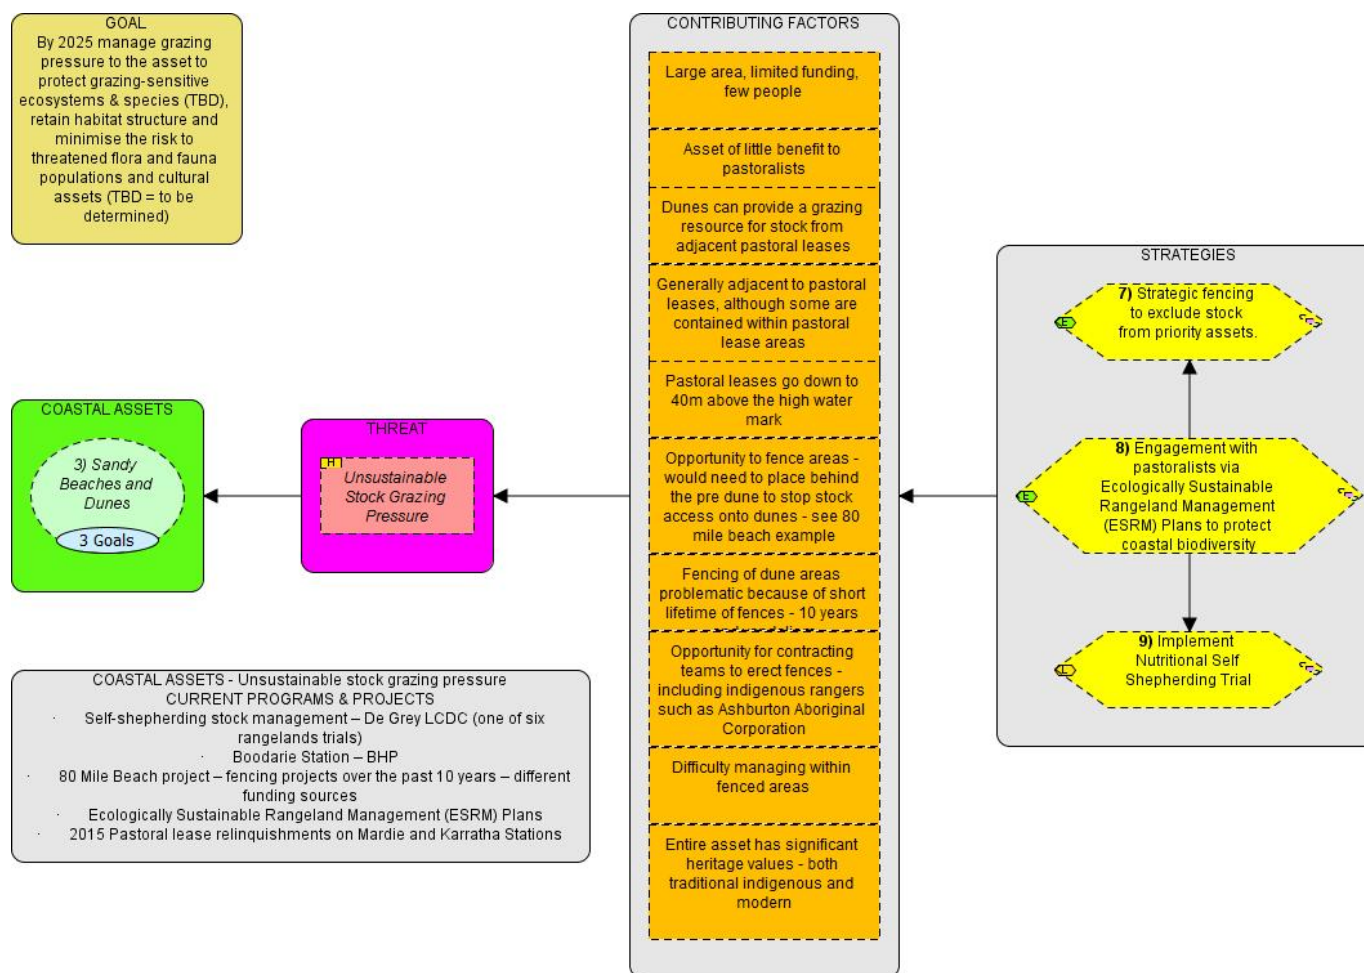 GOAL
By 2025 manage grazing
pressure to the asset to
protect grazing-sensitive
ecosystems & species (TBD),
retain habitat structure and
minimise the risk to
threatened flora and fauna
populations and cultural
assets (TBD = to be
determined)
COASTAL ASSETS
3) Sandy
Beaches and
Dunes
3 Goals
THREAT
H
Unsustainable
Stock Grazing
Pressure
COASTAL ASSETS - Unsustainable stock grazing pressure
CURRENT PROGRAMS & PROJECTS
· Self-shepherding stock management – De Grey LCDC (one of six
rangelands trials)
· Boodarie Station – BHP
· 80 Mile Beach project – fencing projects over the past 10 years – different
funding sources
· Ecologically Sustainable Rangeland Management (ESRM) Plans
· 2015 Pastoral lease relinquishments on Mardie and Karratha Stations
CONTRIBUTING FACTORS
Large area, limited funding,
few people
Asset of little benefit to
pastoralists
Dunes can provide a grazing
resource for stock from
adjacent pastoral leases
Generally adjacent to pastoral
leases, although some are
contained within pastoral
lease areas
Pastoral leases go down to
40m above the high water
mark
Opportunity to fence areas -
would need to place behind
the pre dune to stop stock
access onto dunes - see 80
mile beach example
Fencing of dune areas
problematic because of short
lifetime of fences - 10 years
Opportunity for contracting
teams to erect fences -
including indigenous rangers
such as Ashburton Aboriginal
Corporation
Difficulty managing within
fenced areas
Entire asset has significant
heritage values - both
traditional indigenous and
modern
STRATEGIES
7) Strategic fencing
to exclude stock
from priority assets.
E
8) Engagement with
pastoralists via
Ecologically Sustainable
Rangeland Management
(ESRM) Plans to protect
coastal biodiversity
E
9) Implement
Nutritional Self
Shepherding Trial
L